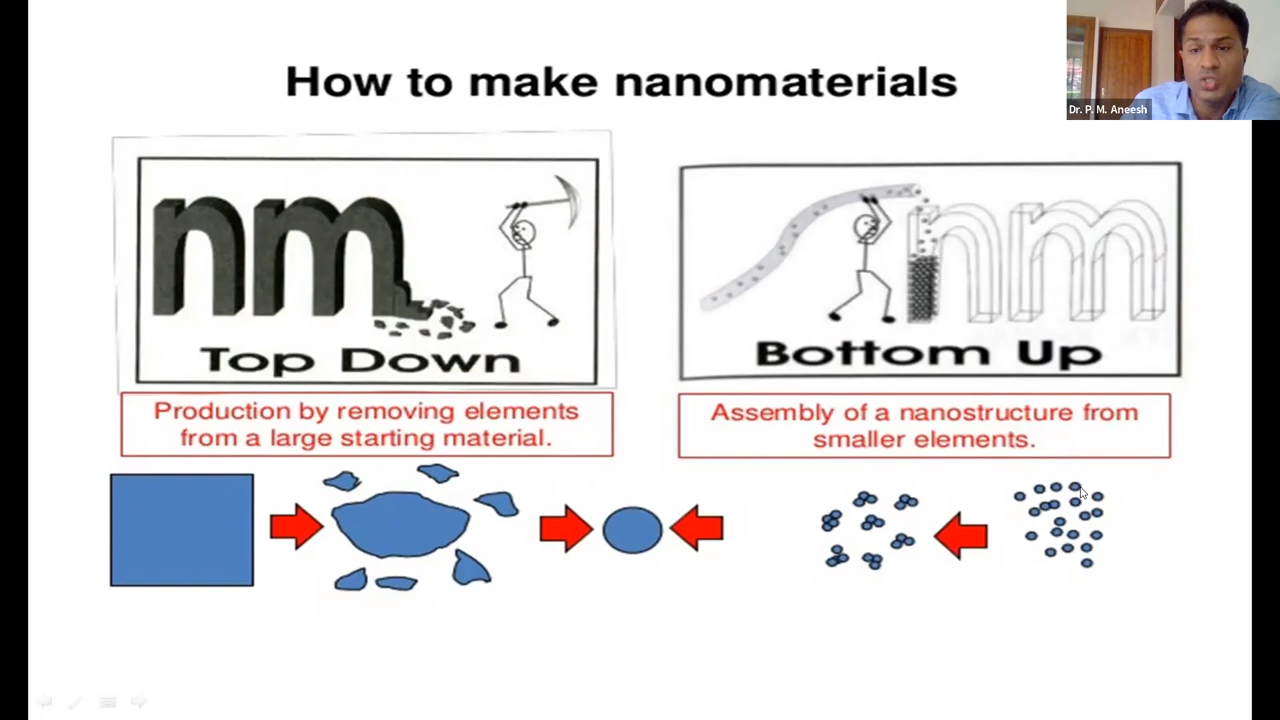 How to make nanomaterials
Dr. P. M. Aneesh
nm
Top Down
nm
Bottom Up
Production by removing elements
from a large starting material.
Assembly of a nanostructure from
smaller elements.